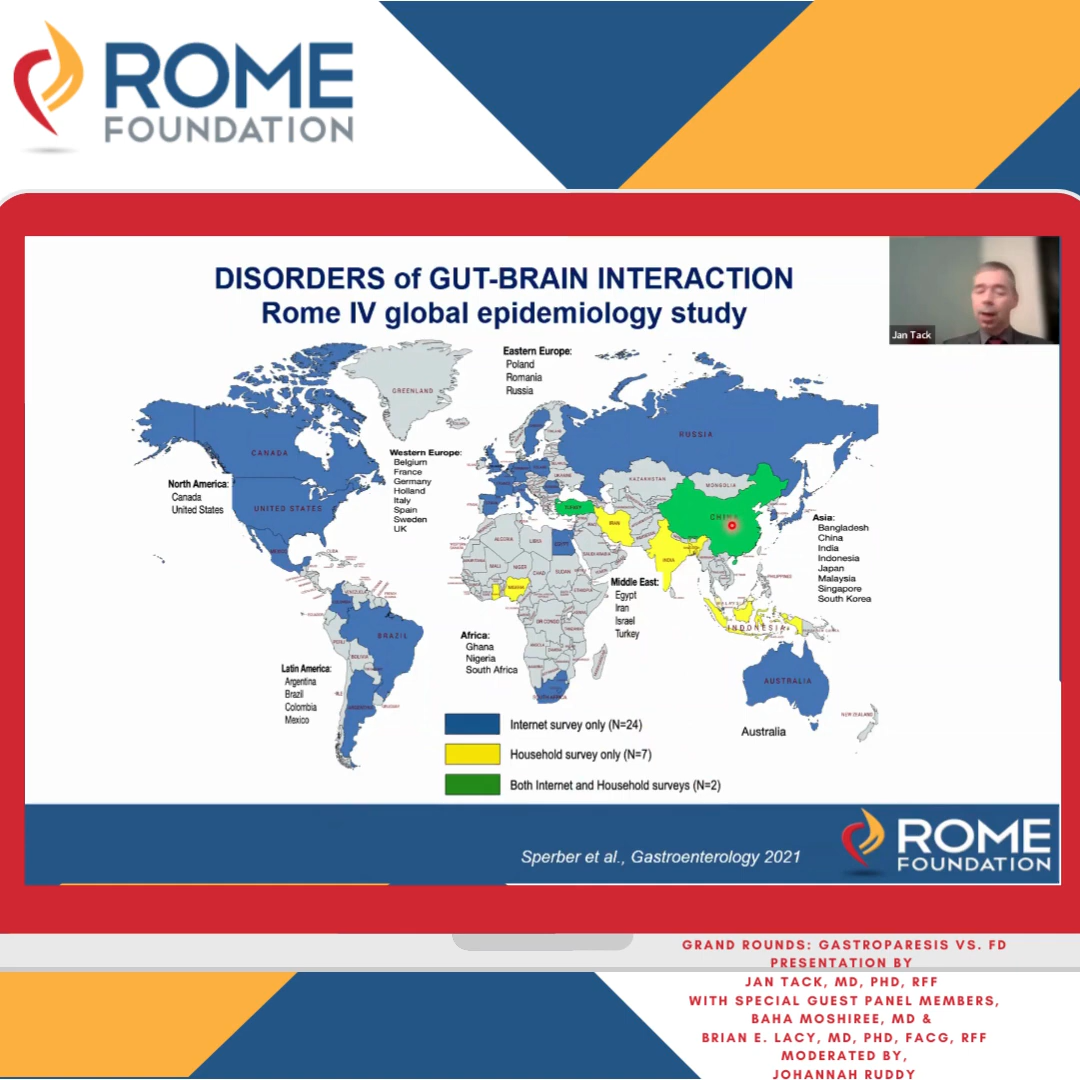 ROME
FOUNDATION
DISORDERS of GUT-BRAIN INTERACTION
Rome IV global epidemiology study
Jan Tack
Eastern Europe:
Poland
Romania
Russia
GREENLAND
RUSSIA
CANADA
Western Europe:
Belgium
France
Germany
Holland
Italy
Spain
Sweden
UK
North America:
Canada
United States
UNITED STATES
MEXICO
CUBA
UKRAINE
KAZAKHSTAN
MONGOLIA
TURKEY
IRAN
CHINA
INDIA
Asia:
Bangladesh
China
India
Indonesia
Japan
Malaysia
Singapore
South Korea
ALGERIA
LIBYA
EGYPT
SAUDI ARABIA
MALI
NIGER
CHAD
SUDAN
NIGERIA
ETHIOPIA
DR CONGO
PHILIPPINES
Middle East:
Egypt
Iran
Israel
Turkey
INDONESIA
Africa:
Ghana
Nigeria
South Africa
SOUTH AFRICA
BRAZIL
PERU
BOLIVIA
ARGENTINA
URUGUAY
Latin America:
Argentina
Brazil
Colombia
Mexico
AUSTRALIA
NEW ZEALAND
Australia
Internet survey only (N=24)
Household survey only (N=7)
Both Internet and Household surveys (N=2)
Sperber et al., Gastroenterology 2021
ROME
FOUNDATION
GRAND ROUNDS: GASTROPARESIS VS. FD
PRESENTATION BY
JAN TACK, MD, PHD, RFF
WITH SPECIAL GUEST PANEL MEMBERS,
BAHA MOSHIREE, MD &
BRIAN E. LACY, MD, PHD, FACG, RFF
MODERATED BY,
JOHANNAH RUDDY